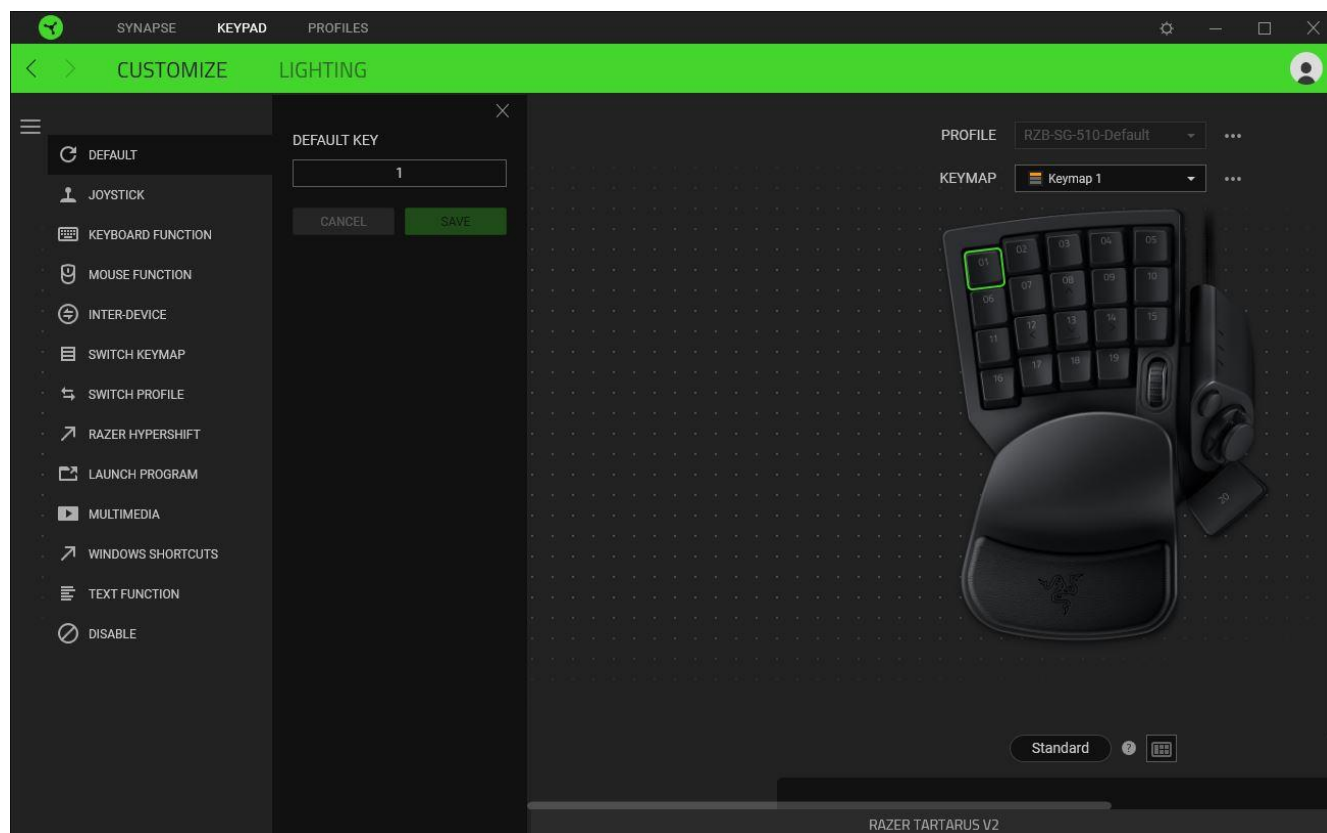 SYNAPSE KEYPAD PROFILES
CUSTOMIZE LIGHTING
DEFAULT KEY
1
CANCEL SAVE
DEFAULT
JOYSTICK
KEYBOARD FUNCTION
MOUSE FUNCTION
INTER-DEVICE
SWITCH KEYMAP
SWITCH PROFILE
RAZER HYPERSHIFT
LAUNCH PROGRAM
MULTIMEDIA
WINDOWS SHORTCUTS
TEXT FUNCTION
DISABLE
PROFILE RZB-SG-510-Default
KEYMAP Keymap 1
01 02 03 04 05
06 07 08 09 10
11 12 13 14 15
16 17 18 19
20
Standard ?
RAZER TARTARUS V2